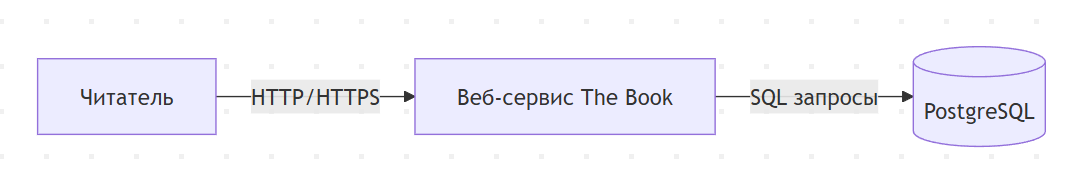 Читатель
HTTP/HTTPS
Веб-сервис The Book
SQL запросы
PostgreSQL